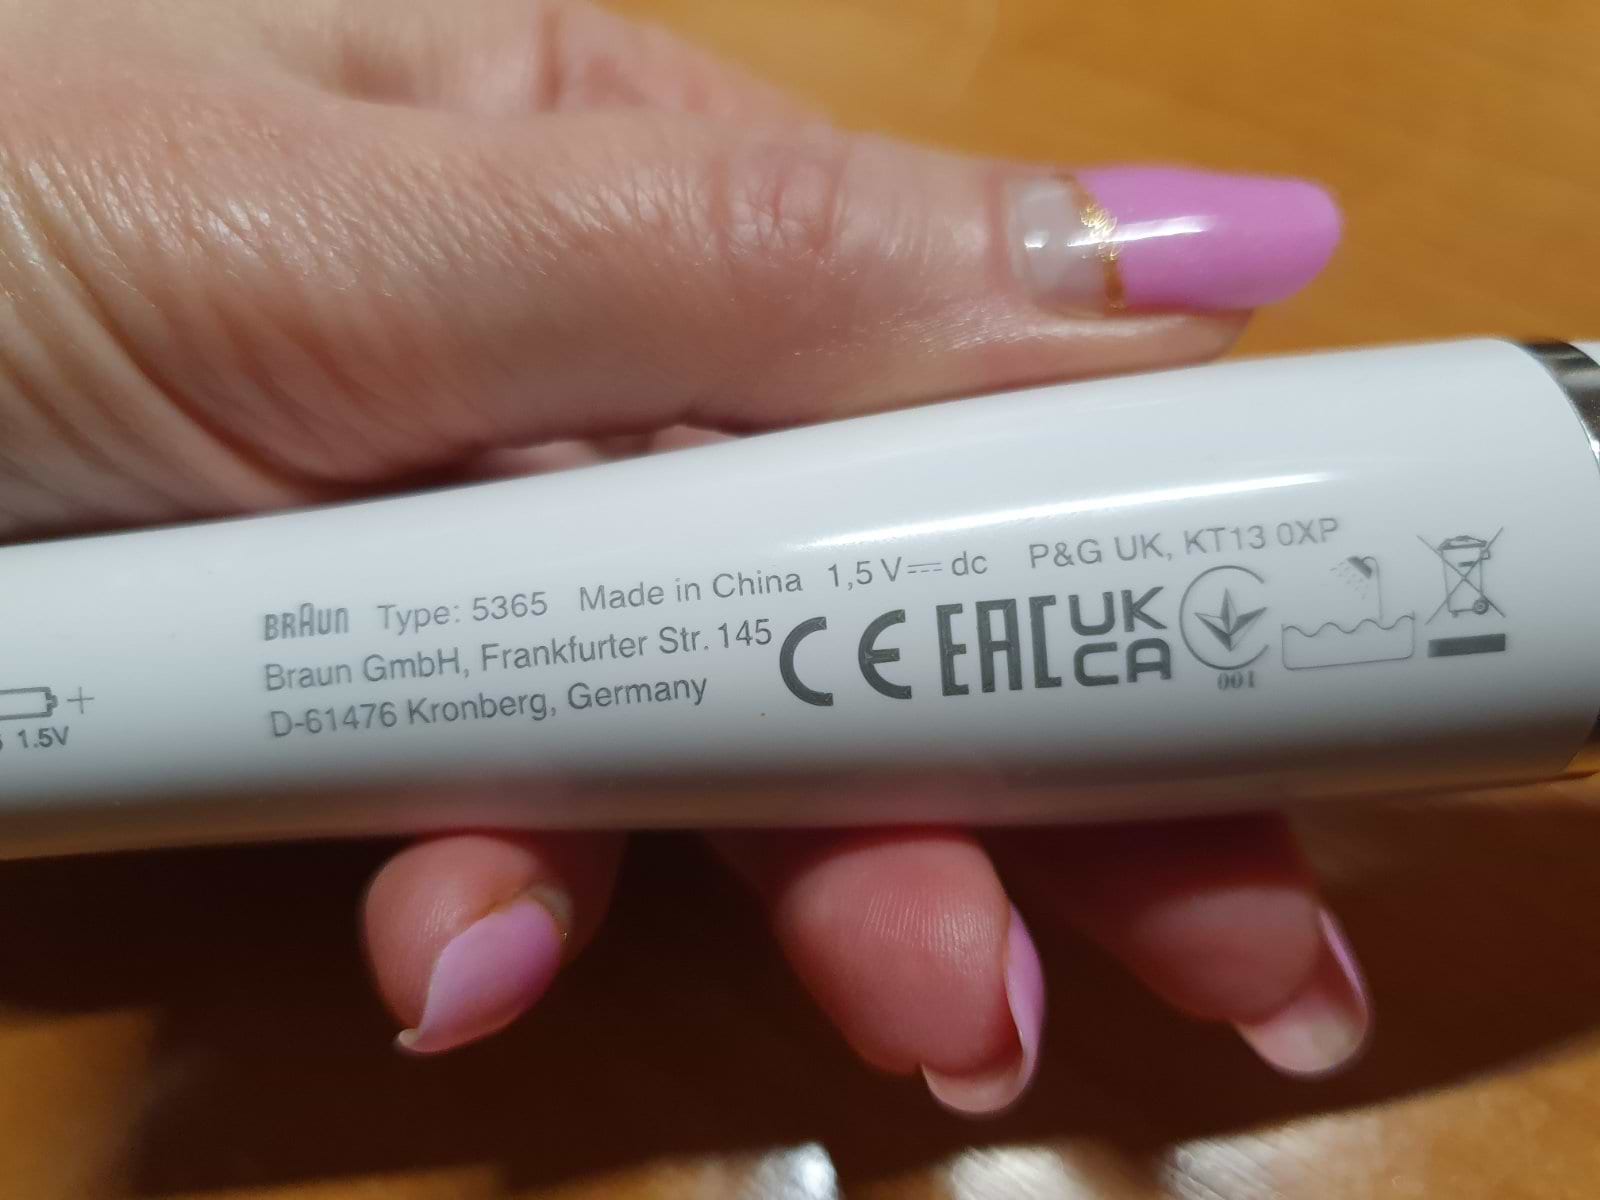 BRAUN Type: 5365 Made in China 1,5 V dc P&G UK, KT13 0XP
Braun GmbH, Frankfurter Str. 145
D-61476 Kronberg, Germany
CE EAC UK CA
001
+
1.5V